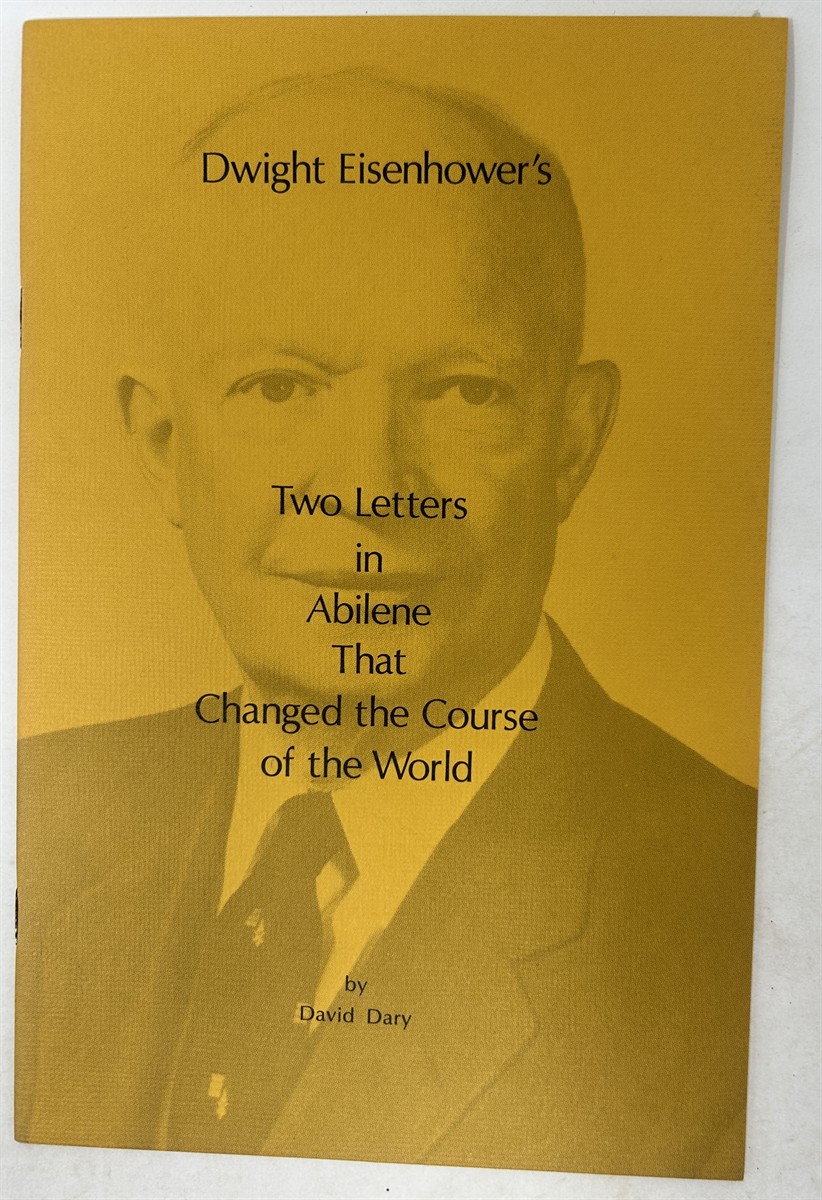 Dwight Eisenhower's
Two Letters
in
Abilene
That
Changed the Course
of the World
by
David Dary